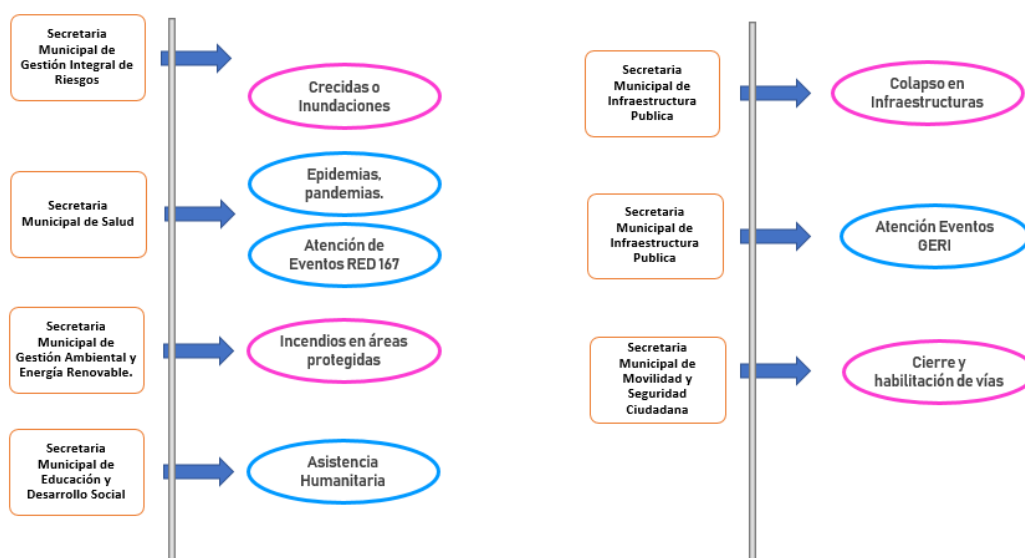 Secretaria
Municipal de
Gestión Integral de
Riesgos
Crecidas o
Inundaciones
Secretaria
Municipal de Salud
Epidemias,
pandemias.
Atención de
Eventos RED 167
Secretaria
Municipal de
Gestión Ambiental y
Energía Renovable.
Incendios en áreas
protegidas
Secretaria
Municipal de
Educación y
Desarrollo Social
Asistencia
Humanitaria
Secretaria
Municipal de
Infraestructura
Publica
Colapso en
Infraestructuras
Secretaria
Municipal de
Infraestructura
Publica
Atención Eventos
GERI
Secretaria
Municipal de
Movilidad y
Seguridad
Ciudadana
Cierre y
habilitación de vías